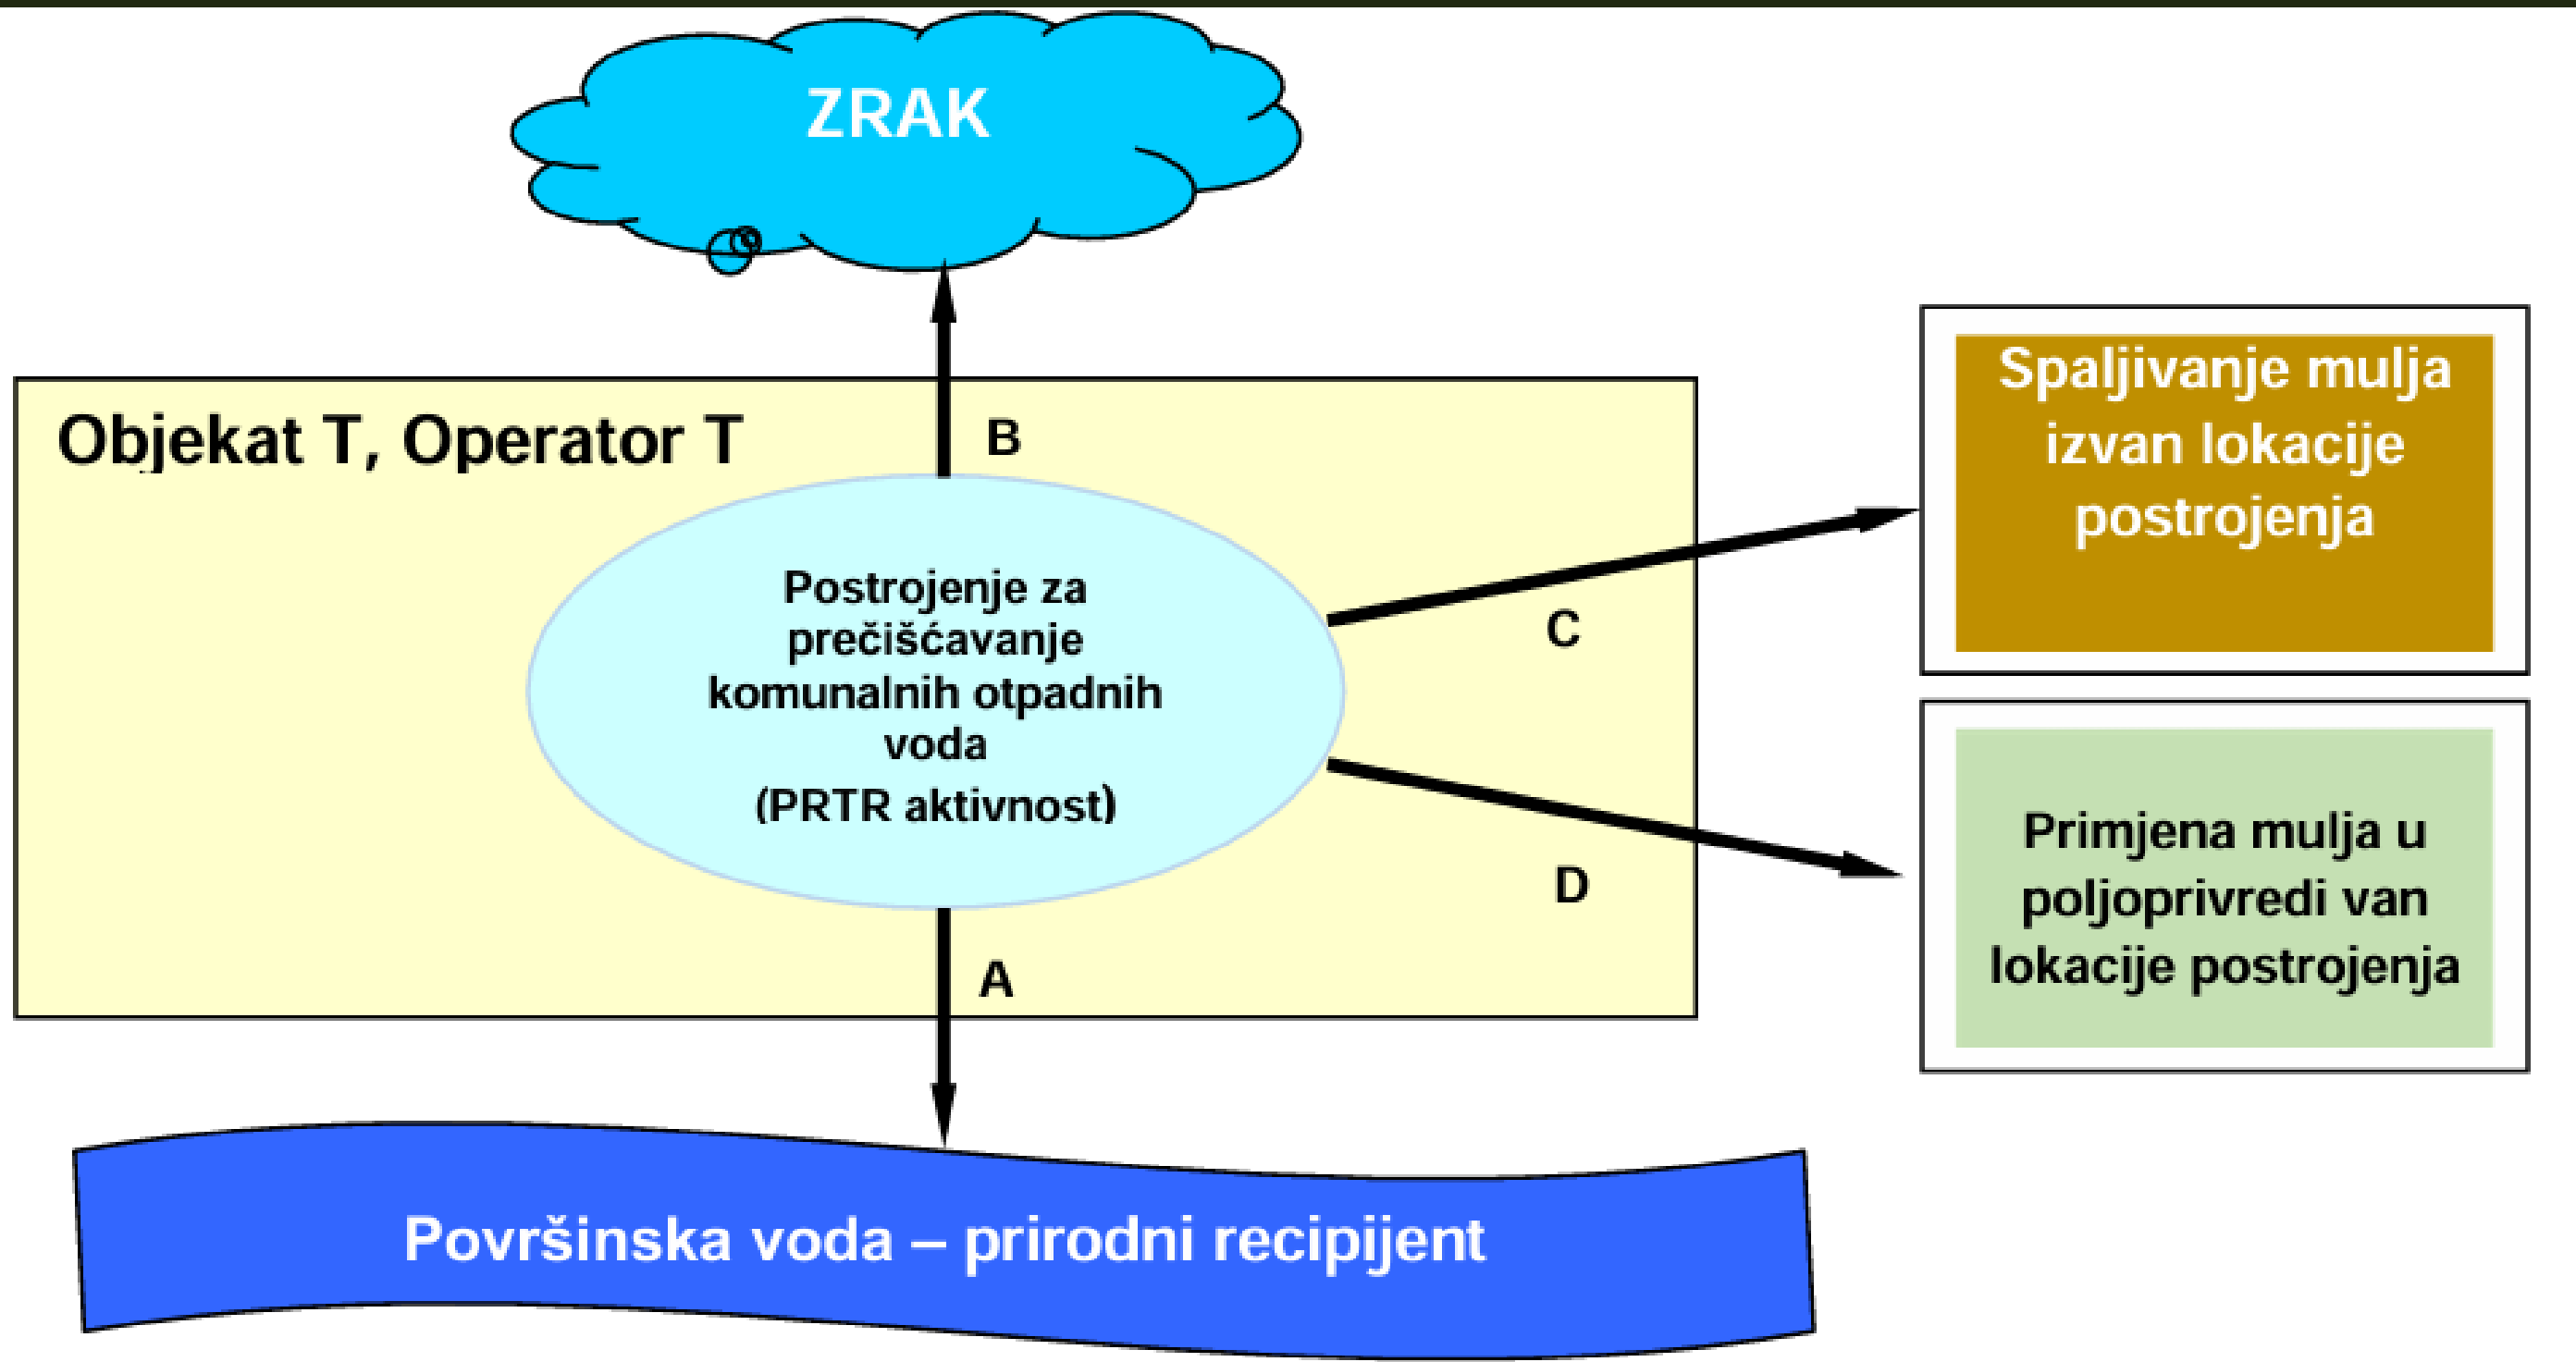 ZRAK
Objekat T, Operator T
B
Postrojenje za
prečišćavanje
komunalnih otpadnih
voda
(PRTR aktivnost)
C
D
A
Spaljivanje mulja
izvan lokacije
postrojenja
Primjena mulja u
poljoprivredi van
lokacije postrojenja
Površinska voda – prirodni recipijent